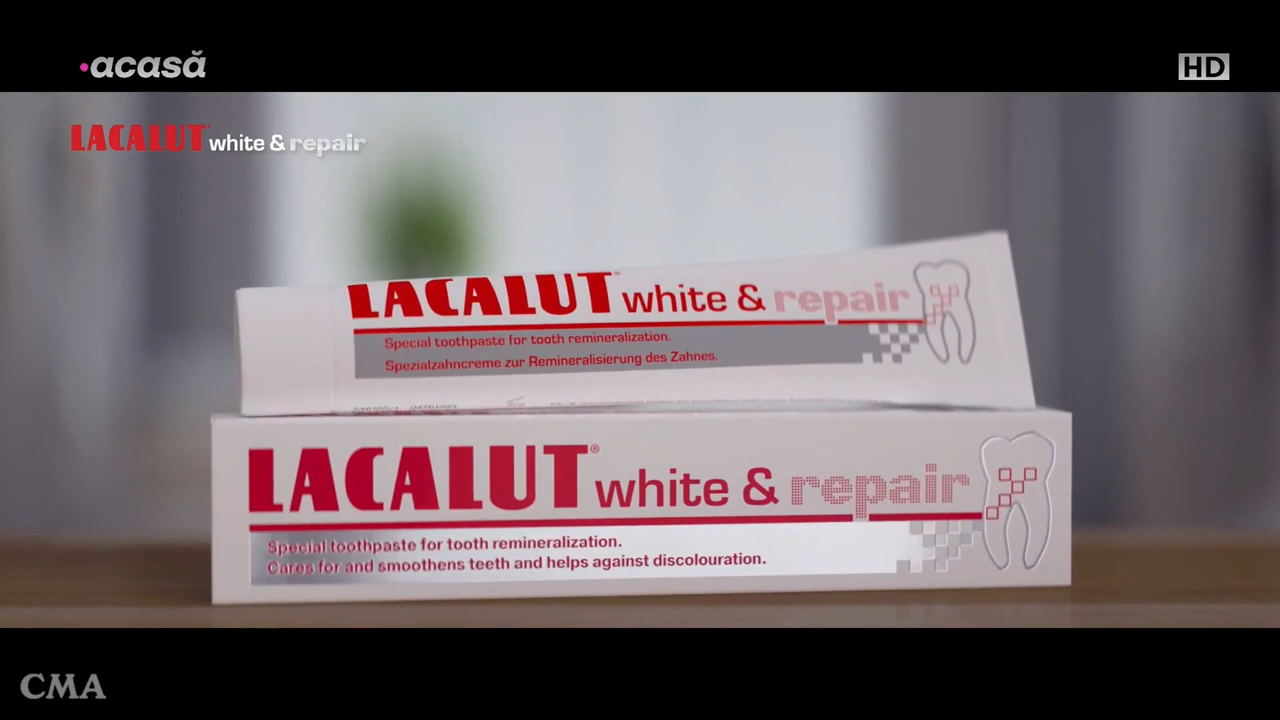 acasă
HD
LACALUT white & repair
LACALUT white & repair
Special toothpaste for tooth remineralization.
Spezialzahncreme zur Remineralisierung des Zahnes.
LACALUT® white & repair
Special toothpaste for tooth remineralization.
Cares for and smoothens teeth and helps against discolouration.
CMA